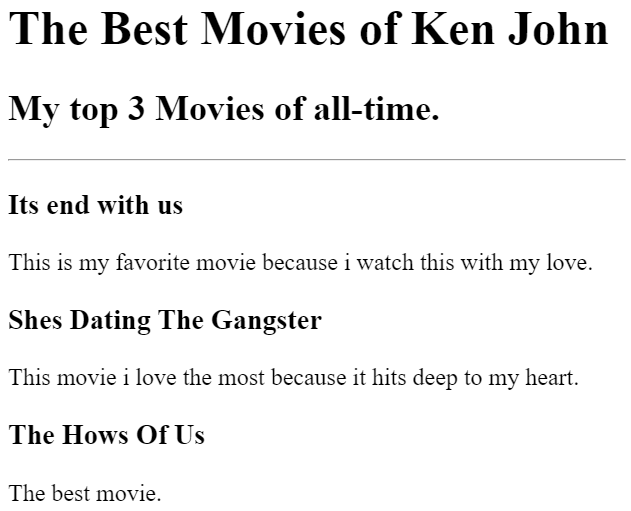 The Best Movies of Ken John
My top 3 Movies of all-time.
Its end with us
This is my favorite movie because i watch this with my love.
Shes Dating The Gangster
This movie i love the most because it hits deep to my heart.
The Hows Of Us
The best movie.